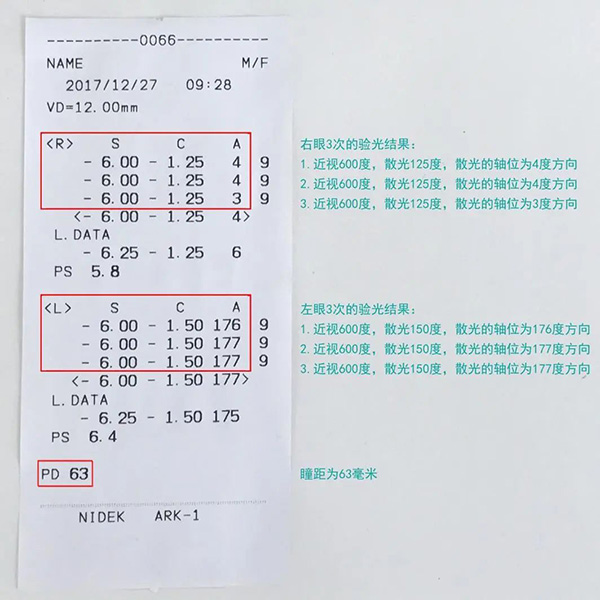 ----------0066----------
NAME M/F
2017/12/27 09:28
VD=12.00mm
<R> S C A
- 6.00 - 1.25 4 9
- 6.00 - 1.25 4 9
- 6.00 - 1.25 3 9
<- 6.00 - 1.25 4>
L.DATA
- 6.25 - 1.25 6
PS 5.8
右眼3次的验光结果:
1.近视600度，散光125度，散光的轴位为4度方向
2.近视600度，散光125度，散光的轴位为4度方向
3.近视600度，散光125度，散光的轴位为3度方向
<L> S C A
- 6.00 - 1.50 176 9
- 6.00 - 1.50 177 9
- 6.00 - 1.50 177 9
<- 6.00 - 1.50 177>
L.DATA
- 6.25 - 1.50 175
PS 6.4
左眼3次的验光结果:
1.近视600度，散光150度，散光的轴位为176度方向
2.近视600度，散光150度，散光的轴位为177度方向
3.近视600度，散光150度，散光的轴位为177度方向
PD 63
瞳距为63毫米
NIDEK ARK-1